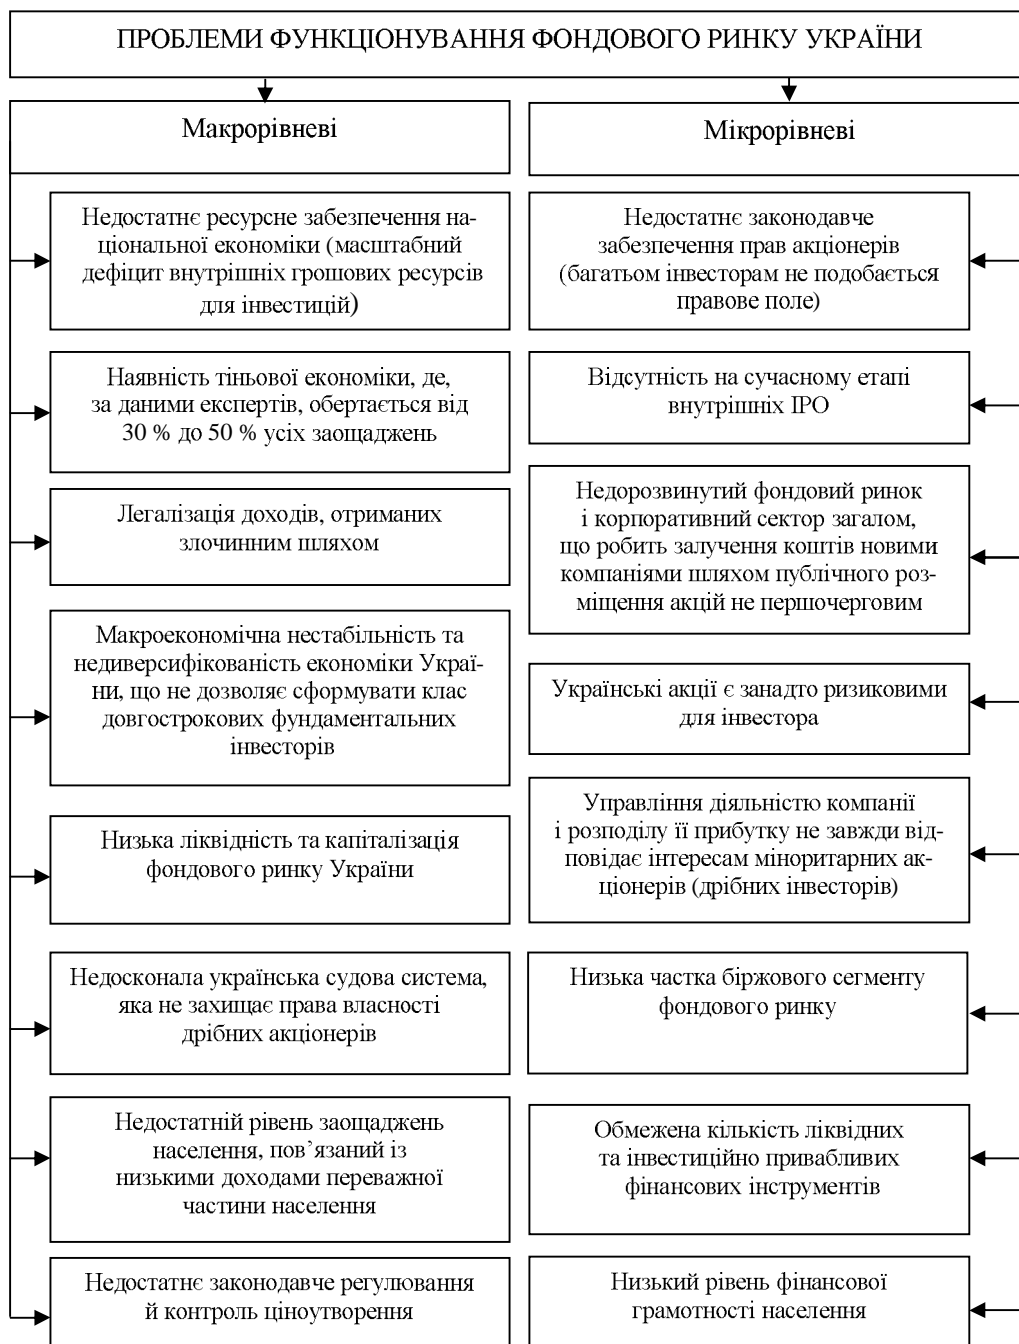 ПРОБЛЕМИ ФУНКЦІОНУВАННЯ ФОНДОВОГО РИНКУ УКРАЇНИ
Макрорівневі
Недостатнє ресурсне забезпечення на-
ціональної економіки (масштабний
дефіцит внутрішніх грошових ресурсів
для інвестицій)
Наявність тіньової економіки, де,
за даними експертів, обертається від
30 % до 50 % усіх заощаджень
Легалізація доходів, отриманих
злочинним шляхом
Макроекономічна нестабільність та
недиверсифікованість економіки Украї-
ни, що не дозволяє сформувати клас
довгострокових фундаментальних
інвесторів
Низька ліквідність та капіталізація
фондового ринку України
Недосконала українська судова система,
яка не захищає права власності
дрібних акціонерів
Недостатній рівень заощаджень
населення, пов’язаний із
низькими доходами переважної
частини населення
Недостатнє законодавче регулювання
й контроль ціноутворення
Мікрорівневі
Недостатнє законодавче
забезпечення прав акціонерів
(багатьом інвесторам не подобається
правове поле)
Відсутність на сучасному етапі
внутрішніх IPO
Недорозвинутий фондовий ринок
і корпоративний сектор загалом,
що робить залучення коштів новими
компаніями шляхом публічного роз-
міщення акцій не першочерговим
Українські акції є занадто ризиковими
для інвестора
Управління діяльністю компанії
і розподілу її прибутку не завжди від-
повідає інтересам міноритарних ак-
ціонерів (дрібних інвесторів)
Низька частка біржового сегменту
фондового ринку
Обмежена кількість ліквідних
та інвестиційно привабливих
фінансових інструментів
Низький рівень фінансової
грамотності населення